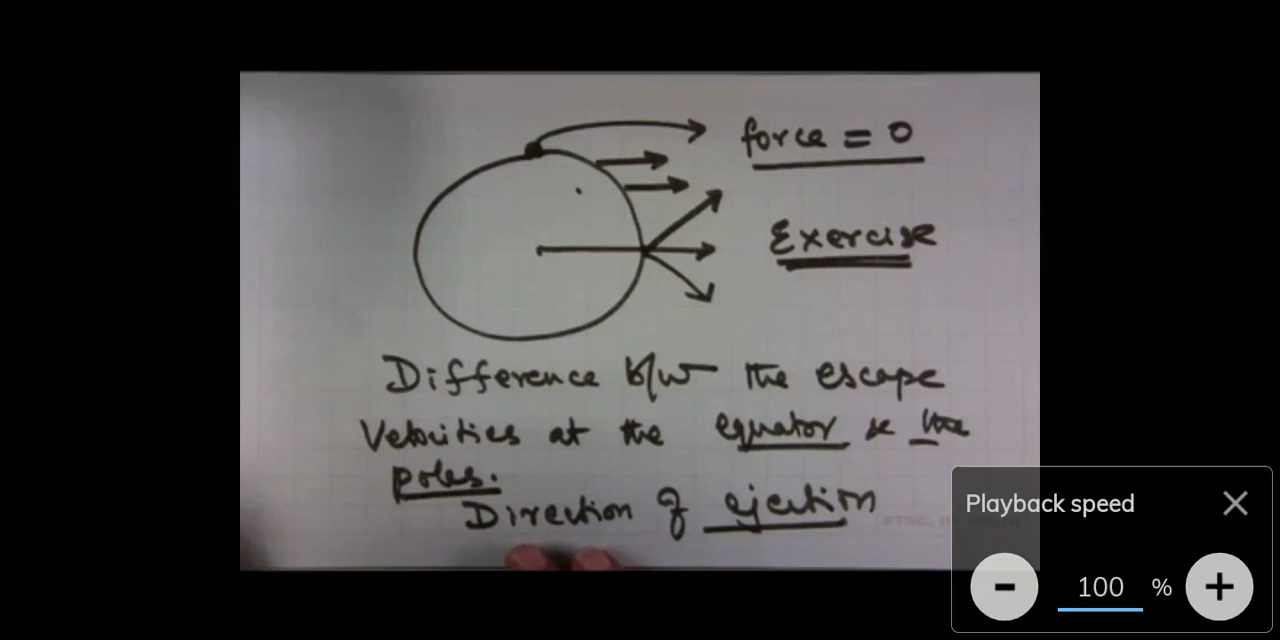 force = 0
Exercise
Difference b/w the escape
Velocities at the equator & the
poles.
Direction of ejection
Playback speed
- 100 % +